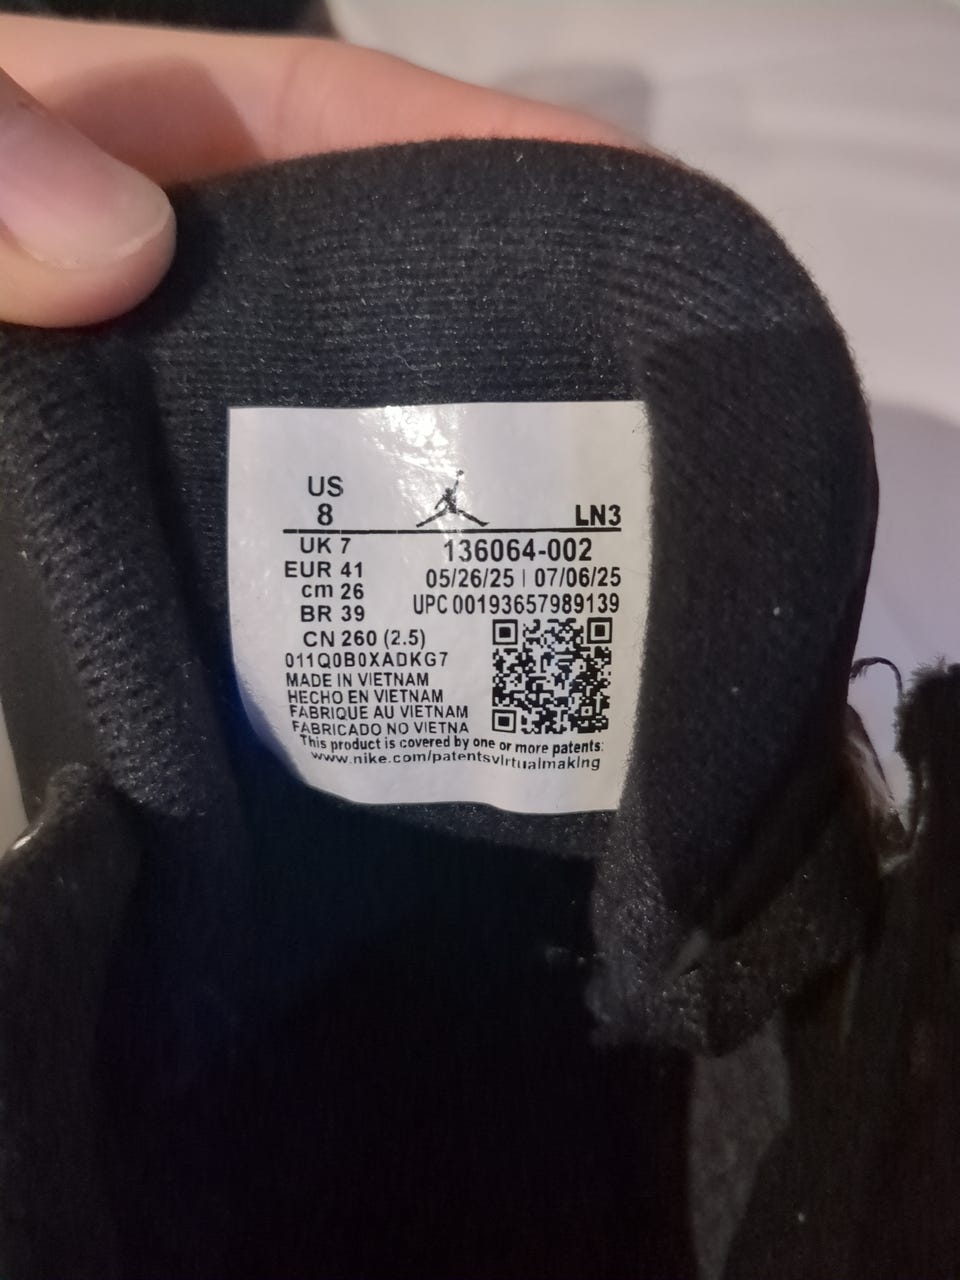 US
8
LN3
UK 7
136064-002
EUR 41
05/26/25 | 07/06/25
cm 26
UPC 00193657989139
BR 39
CN 260 (2.5)
011Q0B0XADKG7
MADE IN VIETNAM
HECHO EN VIETNAM
FABRIQUE AU VIETNAM
FABRICADO NO VIETNA
This product is covered by one or more patents:
www.nike.com/patentsvirtualmaking